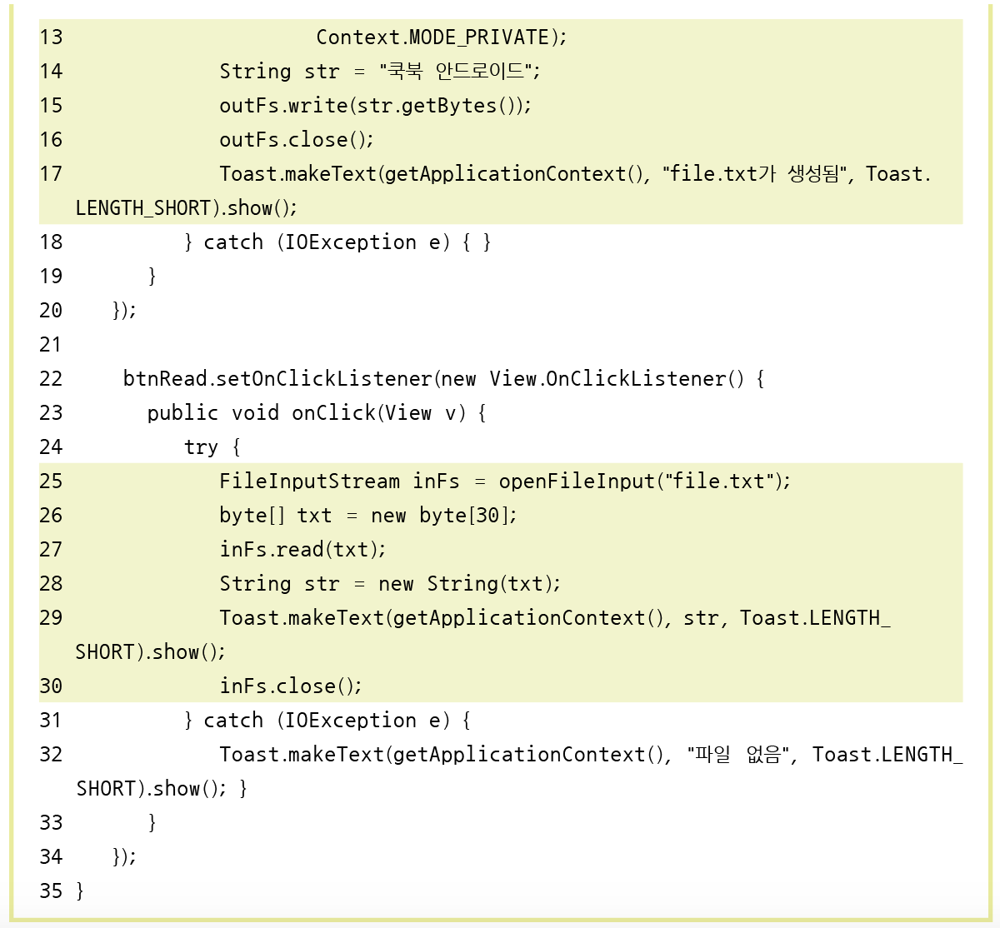 13 Context.MODE_PRIVATE);
14 String str = "쿡북 안드로이드";
15 outFs.write(str.getBytes());
16 outFs.close();
17 Toast.makeText(getApplicationContext(), "file.txt가 생성됨", Toast.
LENGTH_SHORT).show();
18 } catch (IOException e) { }
19 }
20 });
21
22 btnRead.setOnClickListener(new View.OnClickListener() {
23 public void onClick(View v) {
24 try {
25 FileInputStream inFs = openFileInput("file.txt");
26 byte[] txt = new byte[30];
27 inFs.read(txt);
28 String str = new String(txt);
29 Toast.makeText(getApplicationContext(), str, Toast.LENGTH_
SHORT).show();
30 inFs.close();
31 } catch (IOException e) {
32 Toast.makeText(getApplicationContext(), "파일 없음", Toast.LENGTH_
SHORT).show(); }
33 }
34 });
35 }